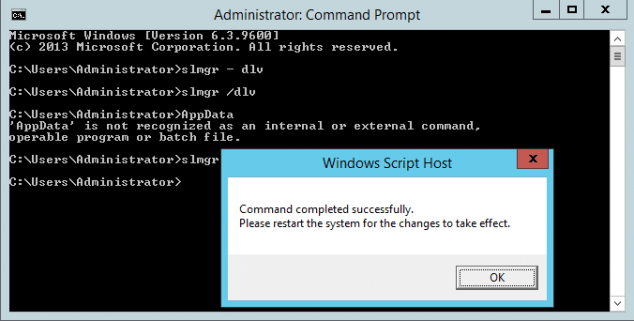 Administrator: Command Prompt
Microsoft Windows [Version 6.3.9600]
(c) 2013 Microsoft Corporation. All rights reserved.
C:\Users\Administrator>slmgr - dlv
C:\Users\Administrator>slmgr /dlv
C:\Users\Administrator>AppData
'AppData' is not recognized as an internal or external command,
operable program or batch file.
C:\Users\Administrator>slmgr
C:\Users\Administrator>
Windows Script Host
Command completed successfully.
Please restart the system for the changes to take effect.
OK